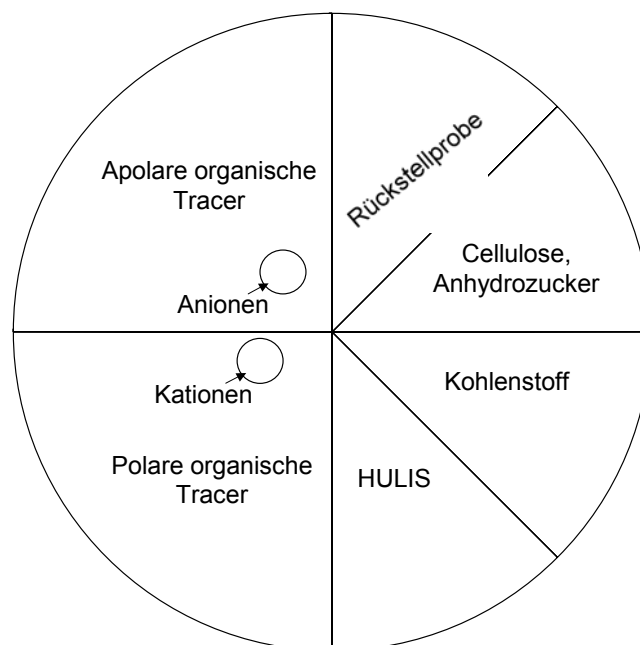 Rückstellprobe
Apolare organische
Tracer
Cellulose,
Anhydrozucker
Anionen
Kationen
Kohlenstoff
Polare organische
Tracer
HULIS